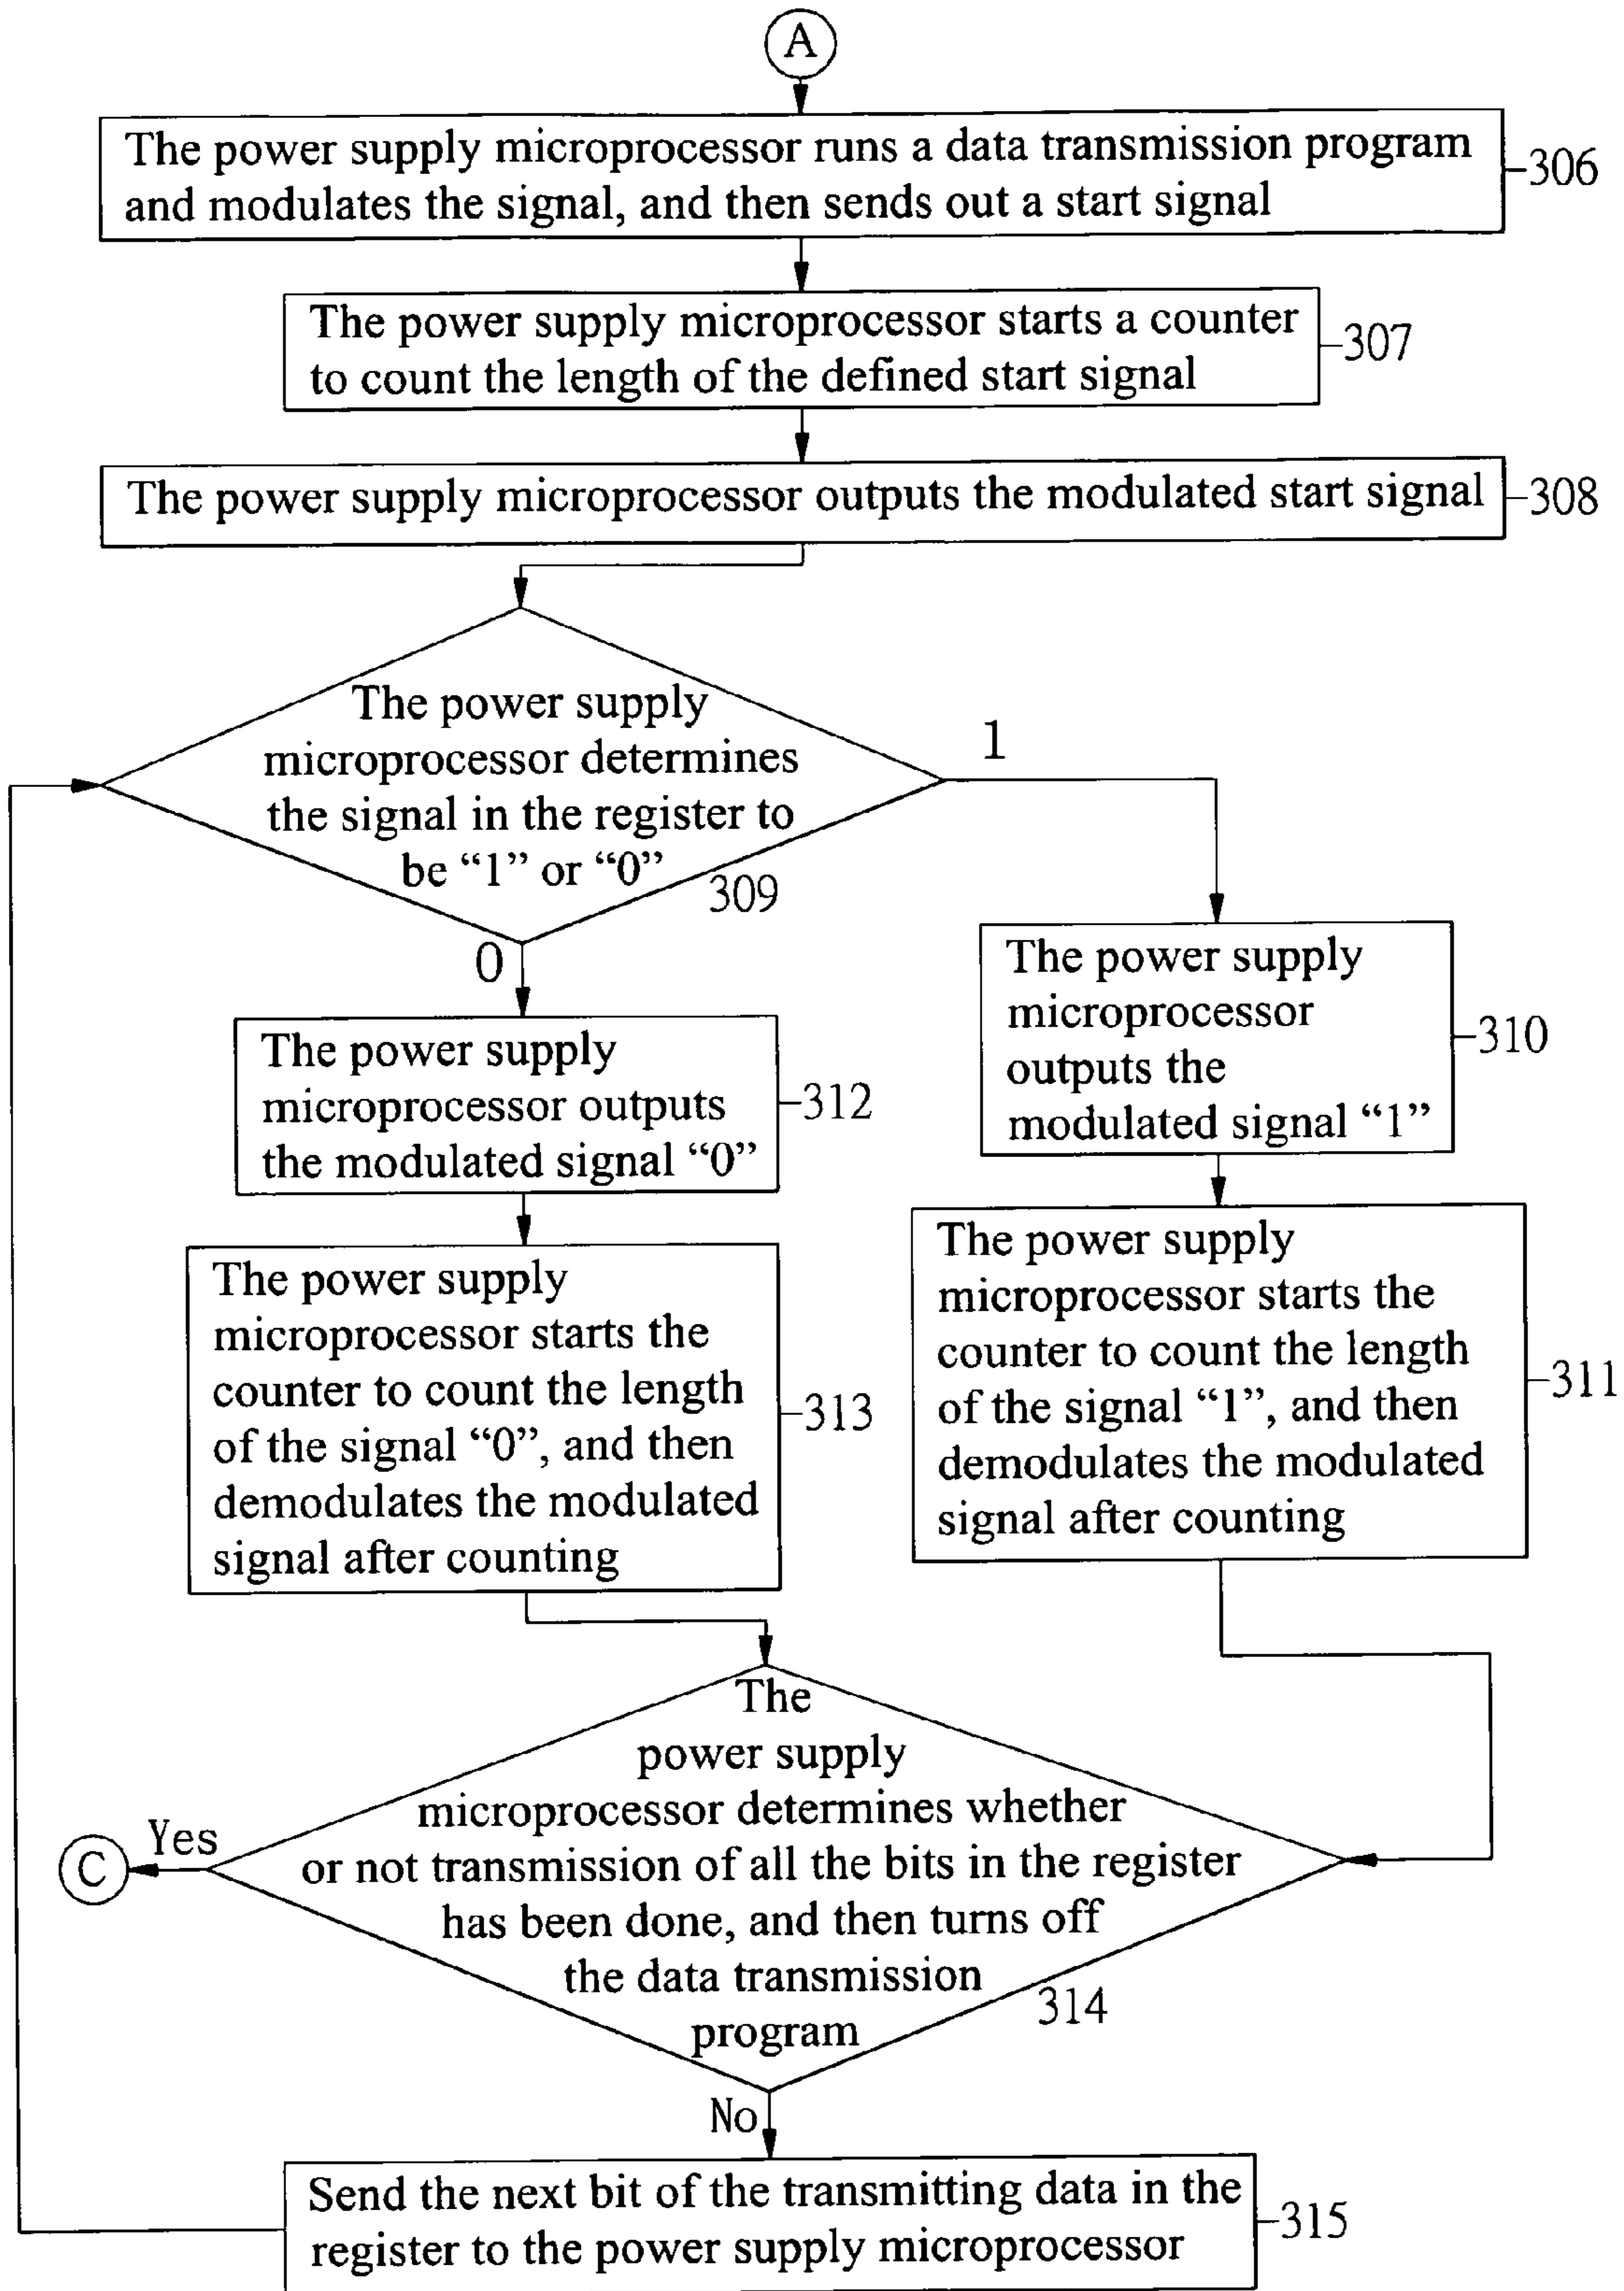 A
The power supply microprocessor runs a data transmission program
and modulates the signal, and then sends out a start signal
306
The power supply microprocessor starts a counter
to count the length of the defined start signal
307
The power supply microprocessor outputs the modulated start signal
308
The power supply
microprocessor determines
the signal in the register to
be “1” or “0”
309
1
0
The power supply
microprocessor
outputs the
modulated signal “1”
310
The power supply
microprocessor outputs
the modulated signal “0”
312
The power supply
microprocessor starts the
counter to count the length
of the signal “1”, and then
demodulates the modulated
signal after counting
311
The power supply
microprocessor starts the
counter to count the length
of the signal “0”, and then
demodulates the modulated
signal after counting
313
The
power supply
microprocessor determines whether
or not transmission of all the bits in the register
has been done, and then turns off
the data transmission
program
314
Yes
C
No
Send the next bit of the transmitting data in the
register to the power supply microprocessor
315